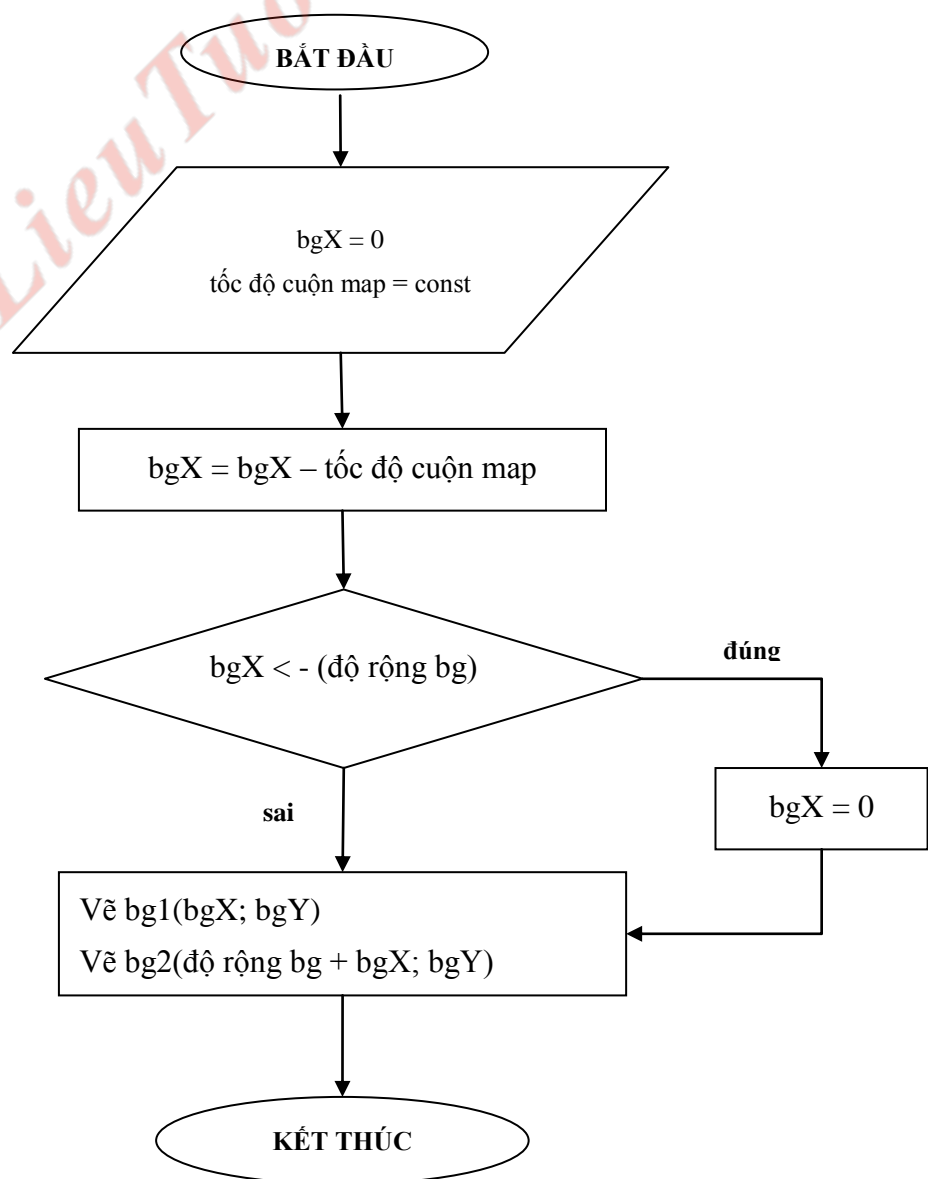 LieuTuo
BẮT ĐẦU
bgX = 0
tốc độ cuộn map = const
bgX = bgX – tốc độ cuộn map
bgX < - (độ rộng bg)
đúng
sai
bgX = 0
Vẽ bg1(bgX; bgY)
Vẽ bg2(độ rộng bg + bgX; bgY)
KẾT THÚC